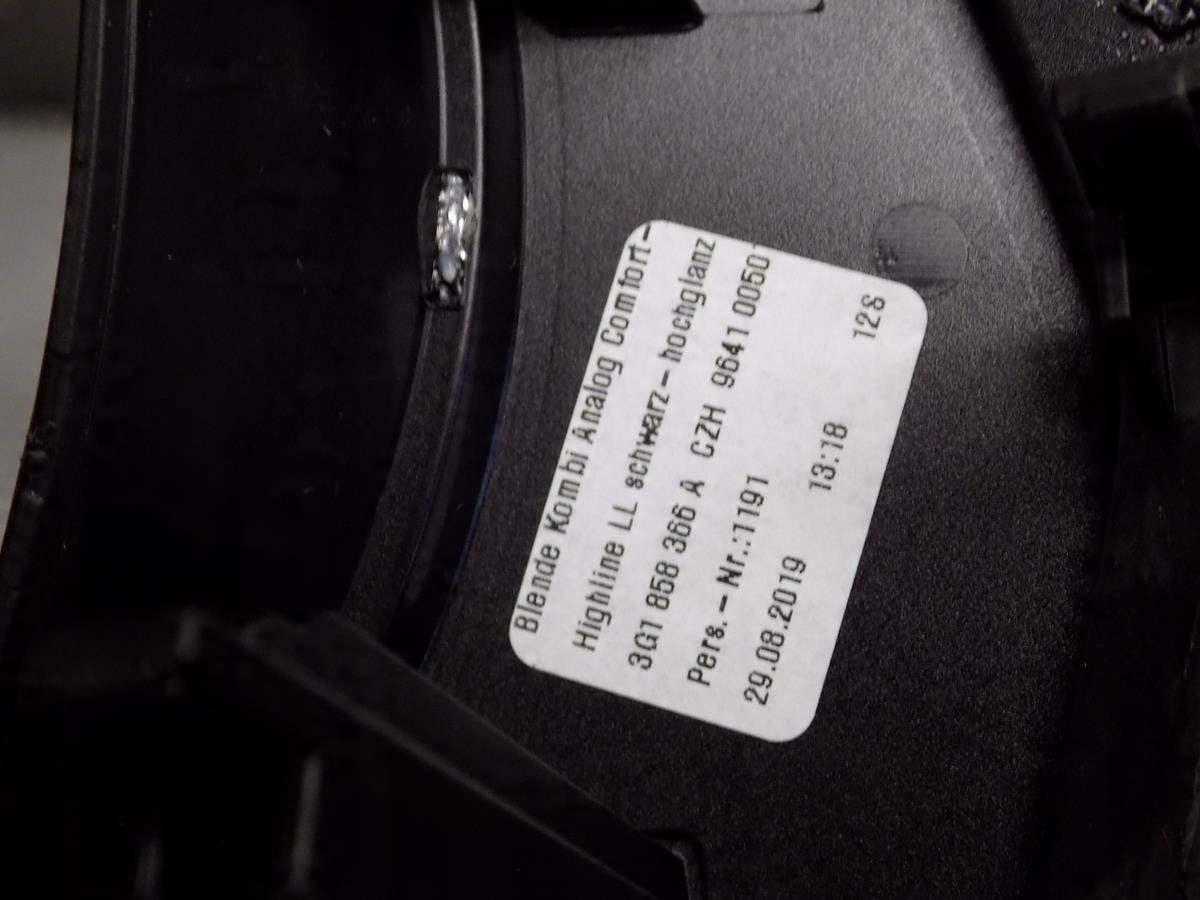 Blende Kombi Analog Comfort-
Highline LL schwarz-hochglanz
3G1 858 366 A CZH 9641 00501
Pers.-Nr.:1191
29.08.2019 13:18 128